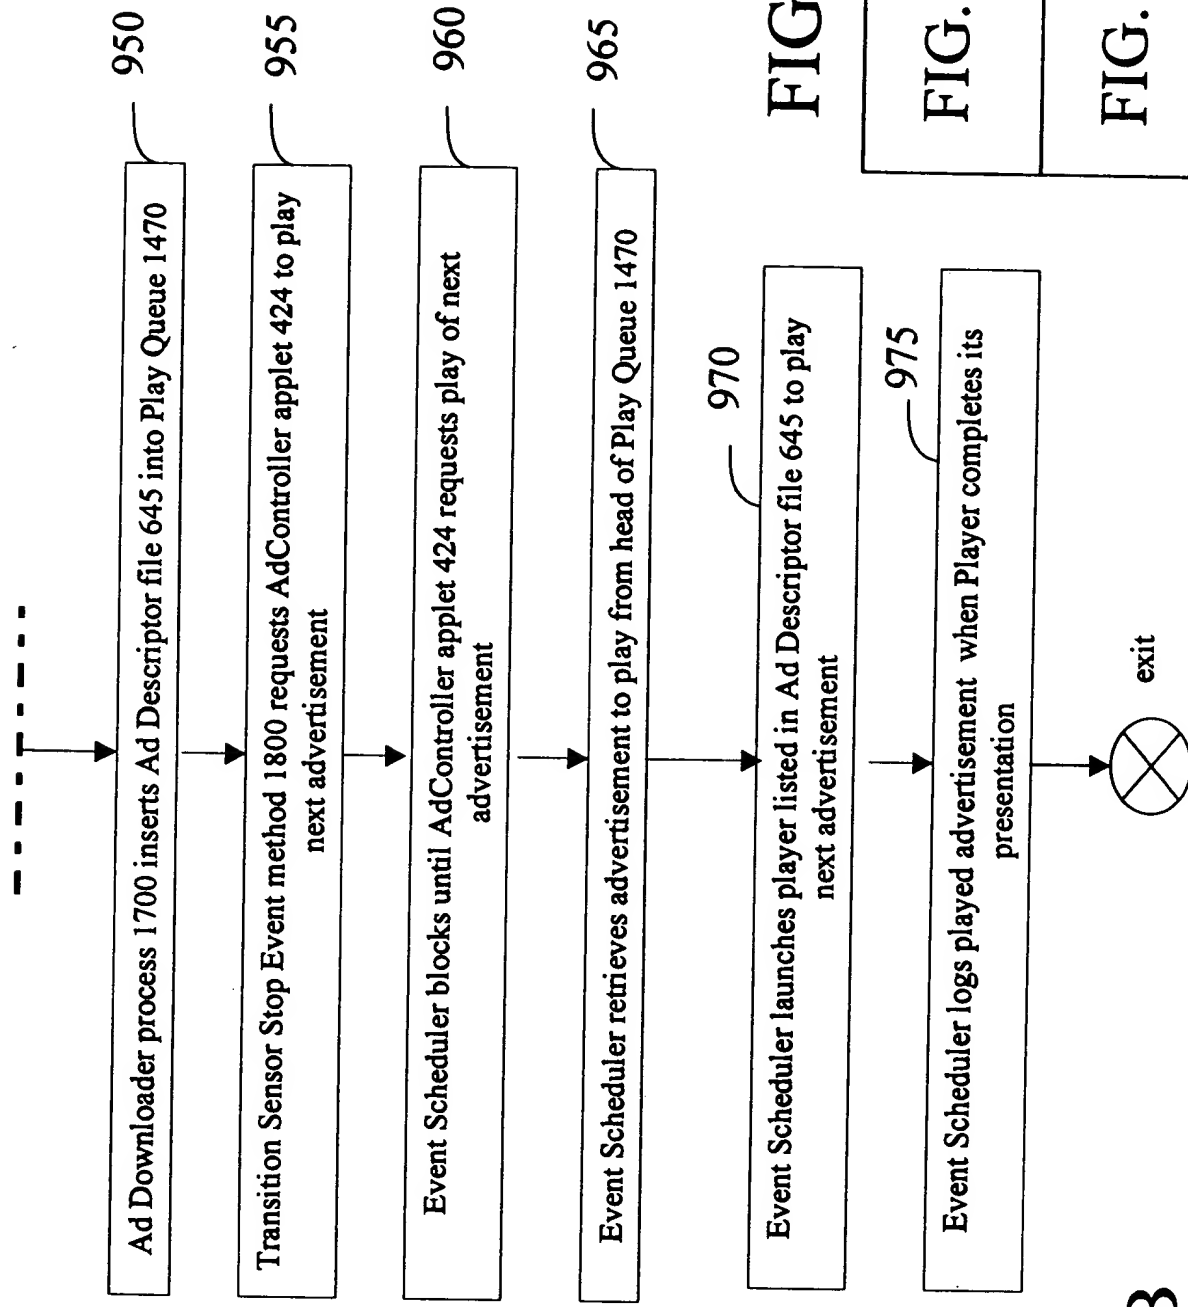 950
Ad Downloader process 1700 inserts Ad Descriptor file 645 into Play Queue 1470
955
Transition Sensor Stop Event method 1800 requests AdController applet 424 to play
next advertisement
960
Event Scheduler blocks until AdController applet 424 requests play of next
advertisement
965
Event Scheduler retrieves advertisement to play from head of Play Queue 1470
970
Event Scheduler launches player listed in Ad Descriptor file 645 to play
next advertisement
975
Event Scheduler logs played advertisement when Player completes its
presentation
exit
FIG
FIG.
FIG.